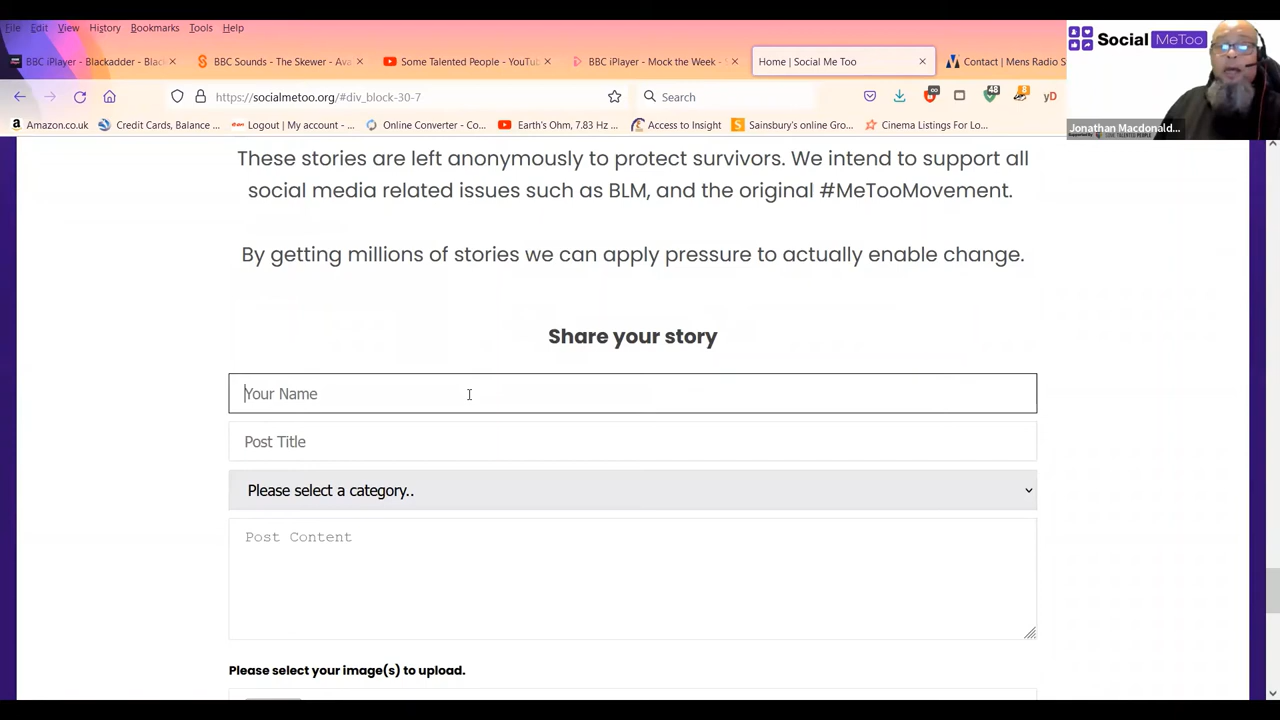 File Edit View History Bookmarks Tools Help
Social MeToo
BBC iPlayer - Blackadder - Black
BBC Sounds - The Skewer - Ava
Some Talented People - YouTub
BBC iPlayer - Mock the Week - S
Home | Social Me Too
Contact | Mens Radio S
https://socialmetoo.org/#div_block-30-7
Search
∞
48
8
yD
Jonathan Macdonald...
Amazon.co.uk
Credit Cards, Balance ...
Logout | My account - ...
Online Converter - Co...
Earth's Ohm, 7.83 Hz ...
Access to Insight
Sainsbury's online Gro...
Cinema Listings For Lo...
These stories are left anonymously to protect survivors. We intend to support all
social media related issues such as BLM, and the original #MeTooMovement.
By getting millions of stories we can apply pressure to actually enable change.
Share your story
Your Name
Post Title
Please select a category..
Post Content
Please select your image(s) to upload.